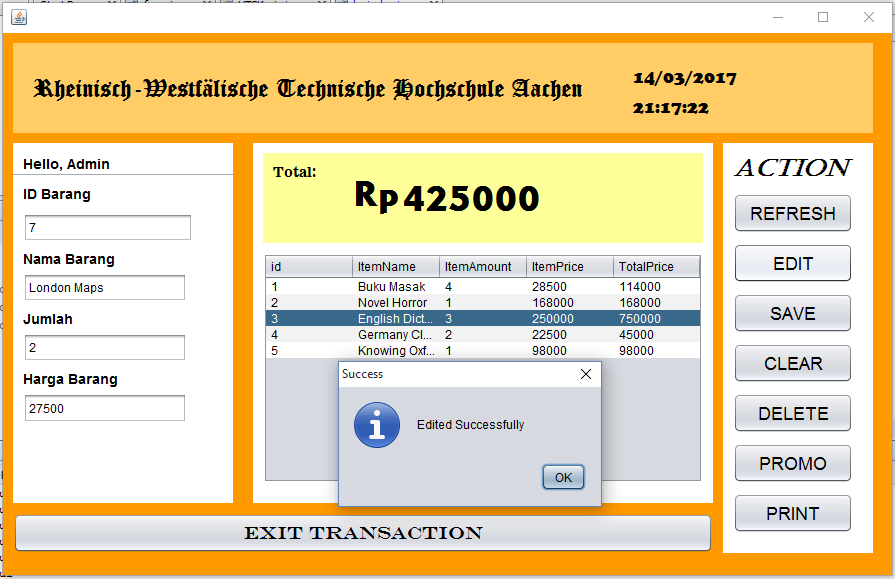 Rheinisch-Westfälische Technische Hochschule Aachen
14/03/2017
21:17:22
Hello, Admin
ID Barang
7
Nama Barang
London Maps
Jumlah
2
Harga Barang
27500
Total:
Rp425000
id ItemName ItemAmount ItemPrice TotalPrice
1 Buku Masak 4 28500 114000
2 Novel Horror 1 168000 168000
3 English Dict... 3 250000 750000
4 Germany Cl... 2 22500 45000
5 Knowing Oxf... 1 98000 98000
Success
Edited Successfully
OK
ACTION
REFRESH
EDIT
SAVE
CLEAR
DELETE
PROMO
PRINT
EXIT TRANSACTION